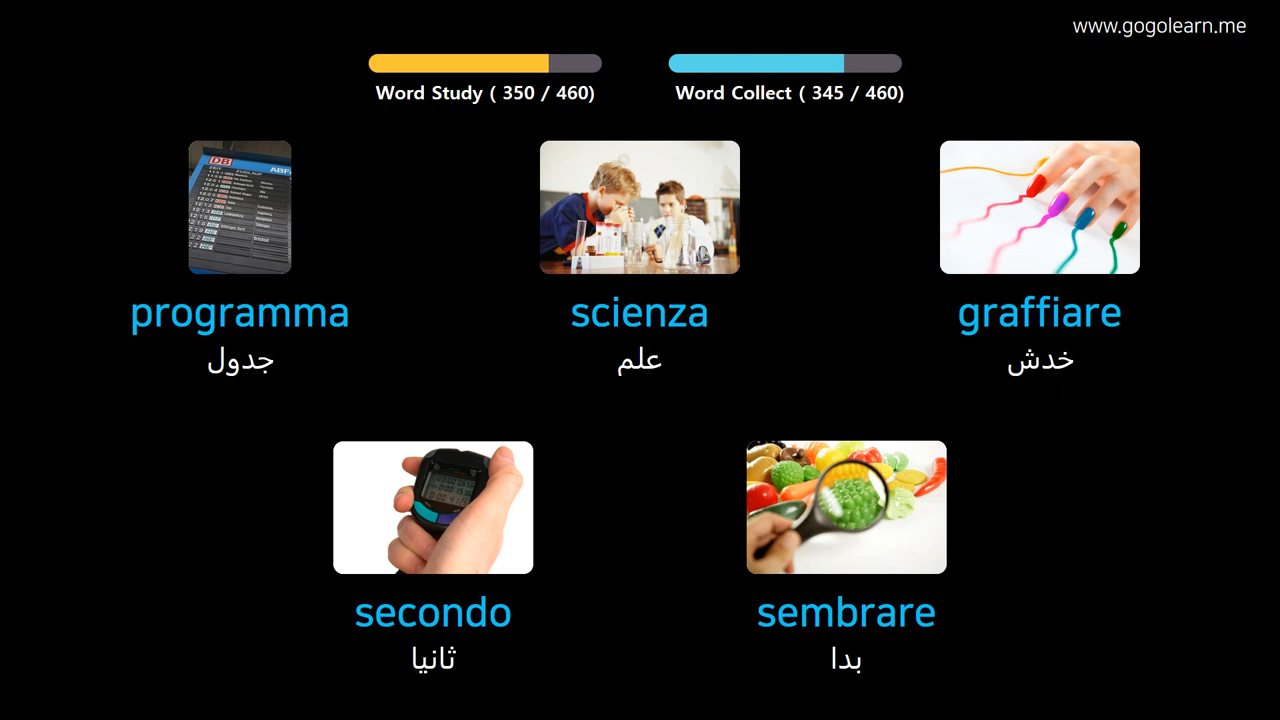 www.gogolearn.me
Word Study ( 350 / 460)
Word Collect ( 345 / 460)
DB
programma
جدول
scienza
علم
graffiare
خدش
secondo
ثانيا
sembrare
بدا